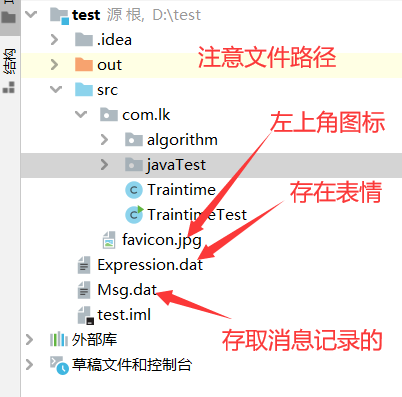 test 源根, D:\test
.idea
注意文件路径
out
src
com.lk
左上角图标
algorithm
javaTest
存在表情
Traintime
TraintimeTest
favicon.jpg
Expression.dat
Msg.dat
test.iml
存取消息记录的
外部库
草稿文件和控制台
结构